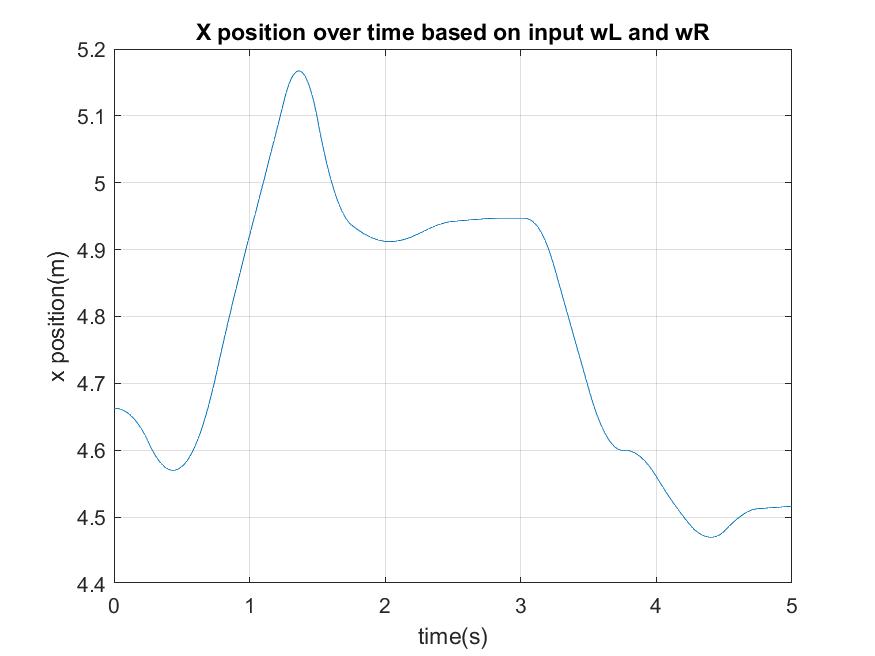 X position over time based on input wL and wR
5.2
5.1
5
4.9
4.8
4.7
4.6
4.5
4.4
x position(m)
0 1 2 3 4 5
time(s)